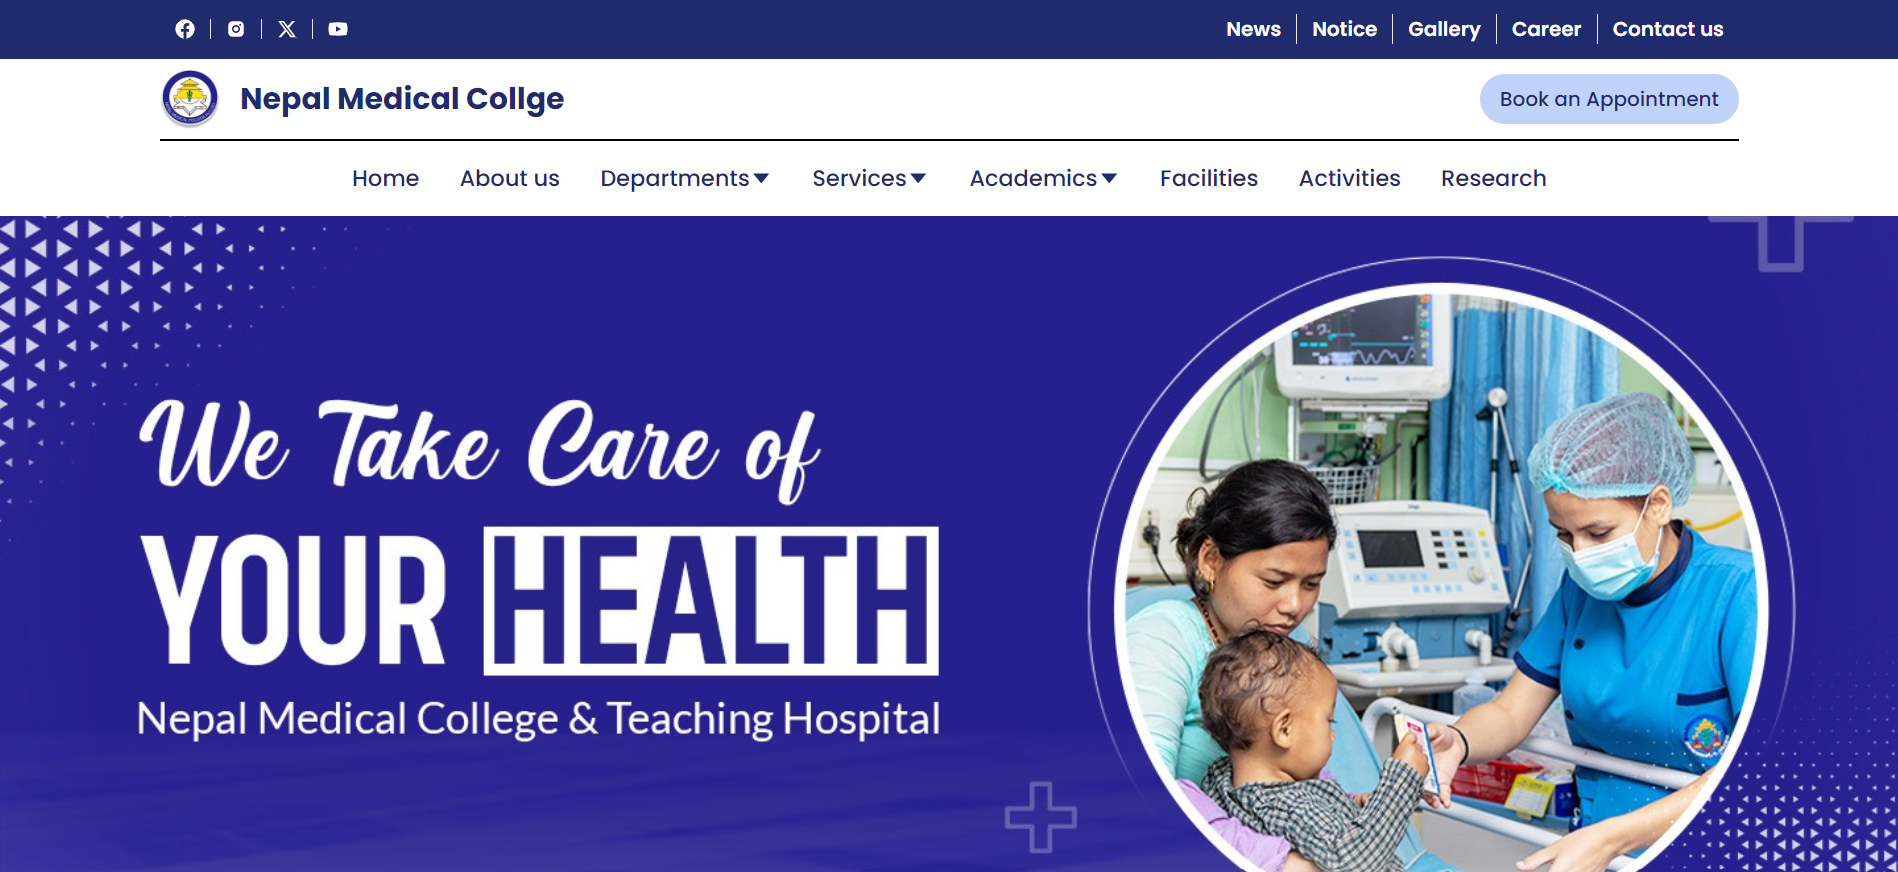 News Notice Gallery Career Contact us
Nepal Medical Collge
Book an Appointment
Home About us Departments Services Academics Facilities Activities Research
We Take Care of
YOUR HEALTH
Nepal Medical College & Teaching Hospital